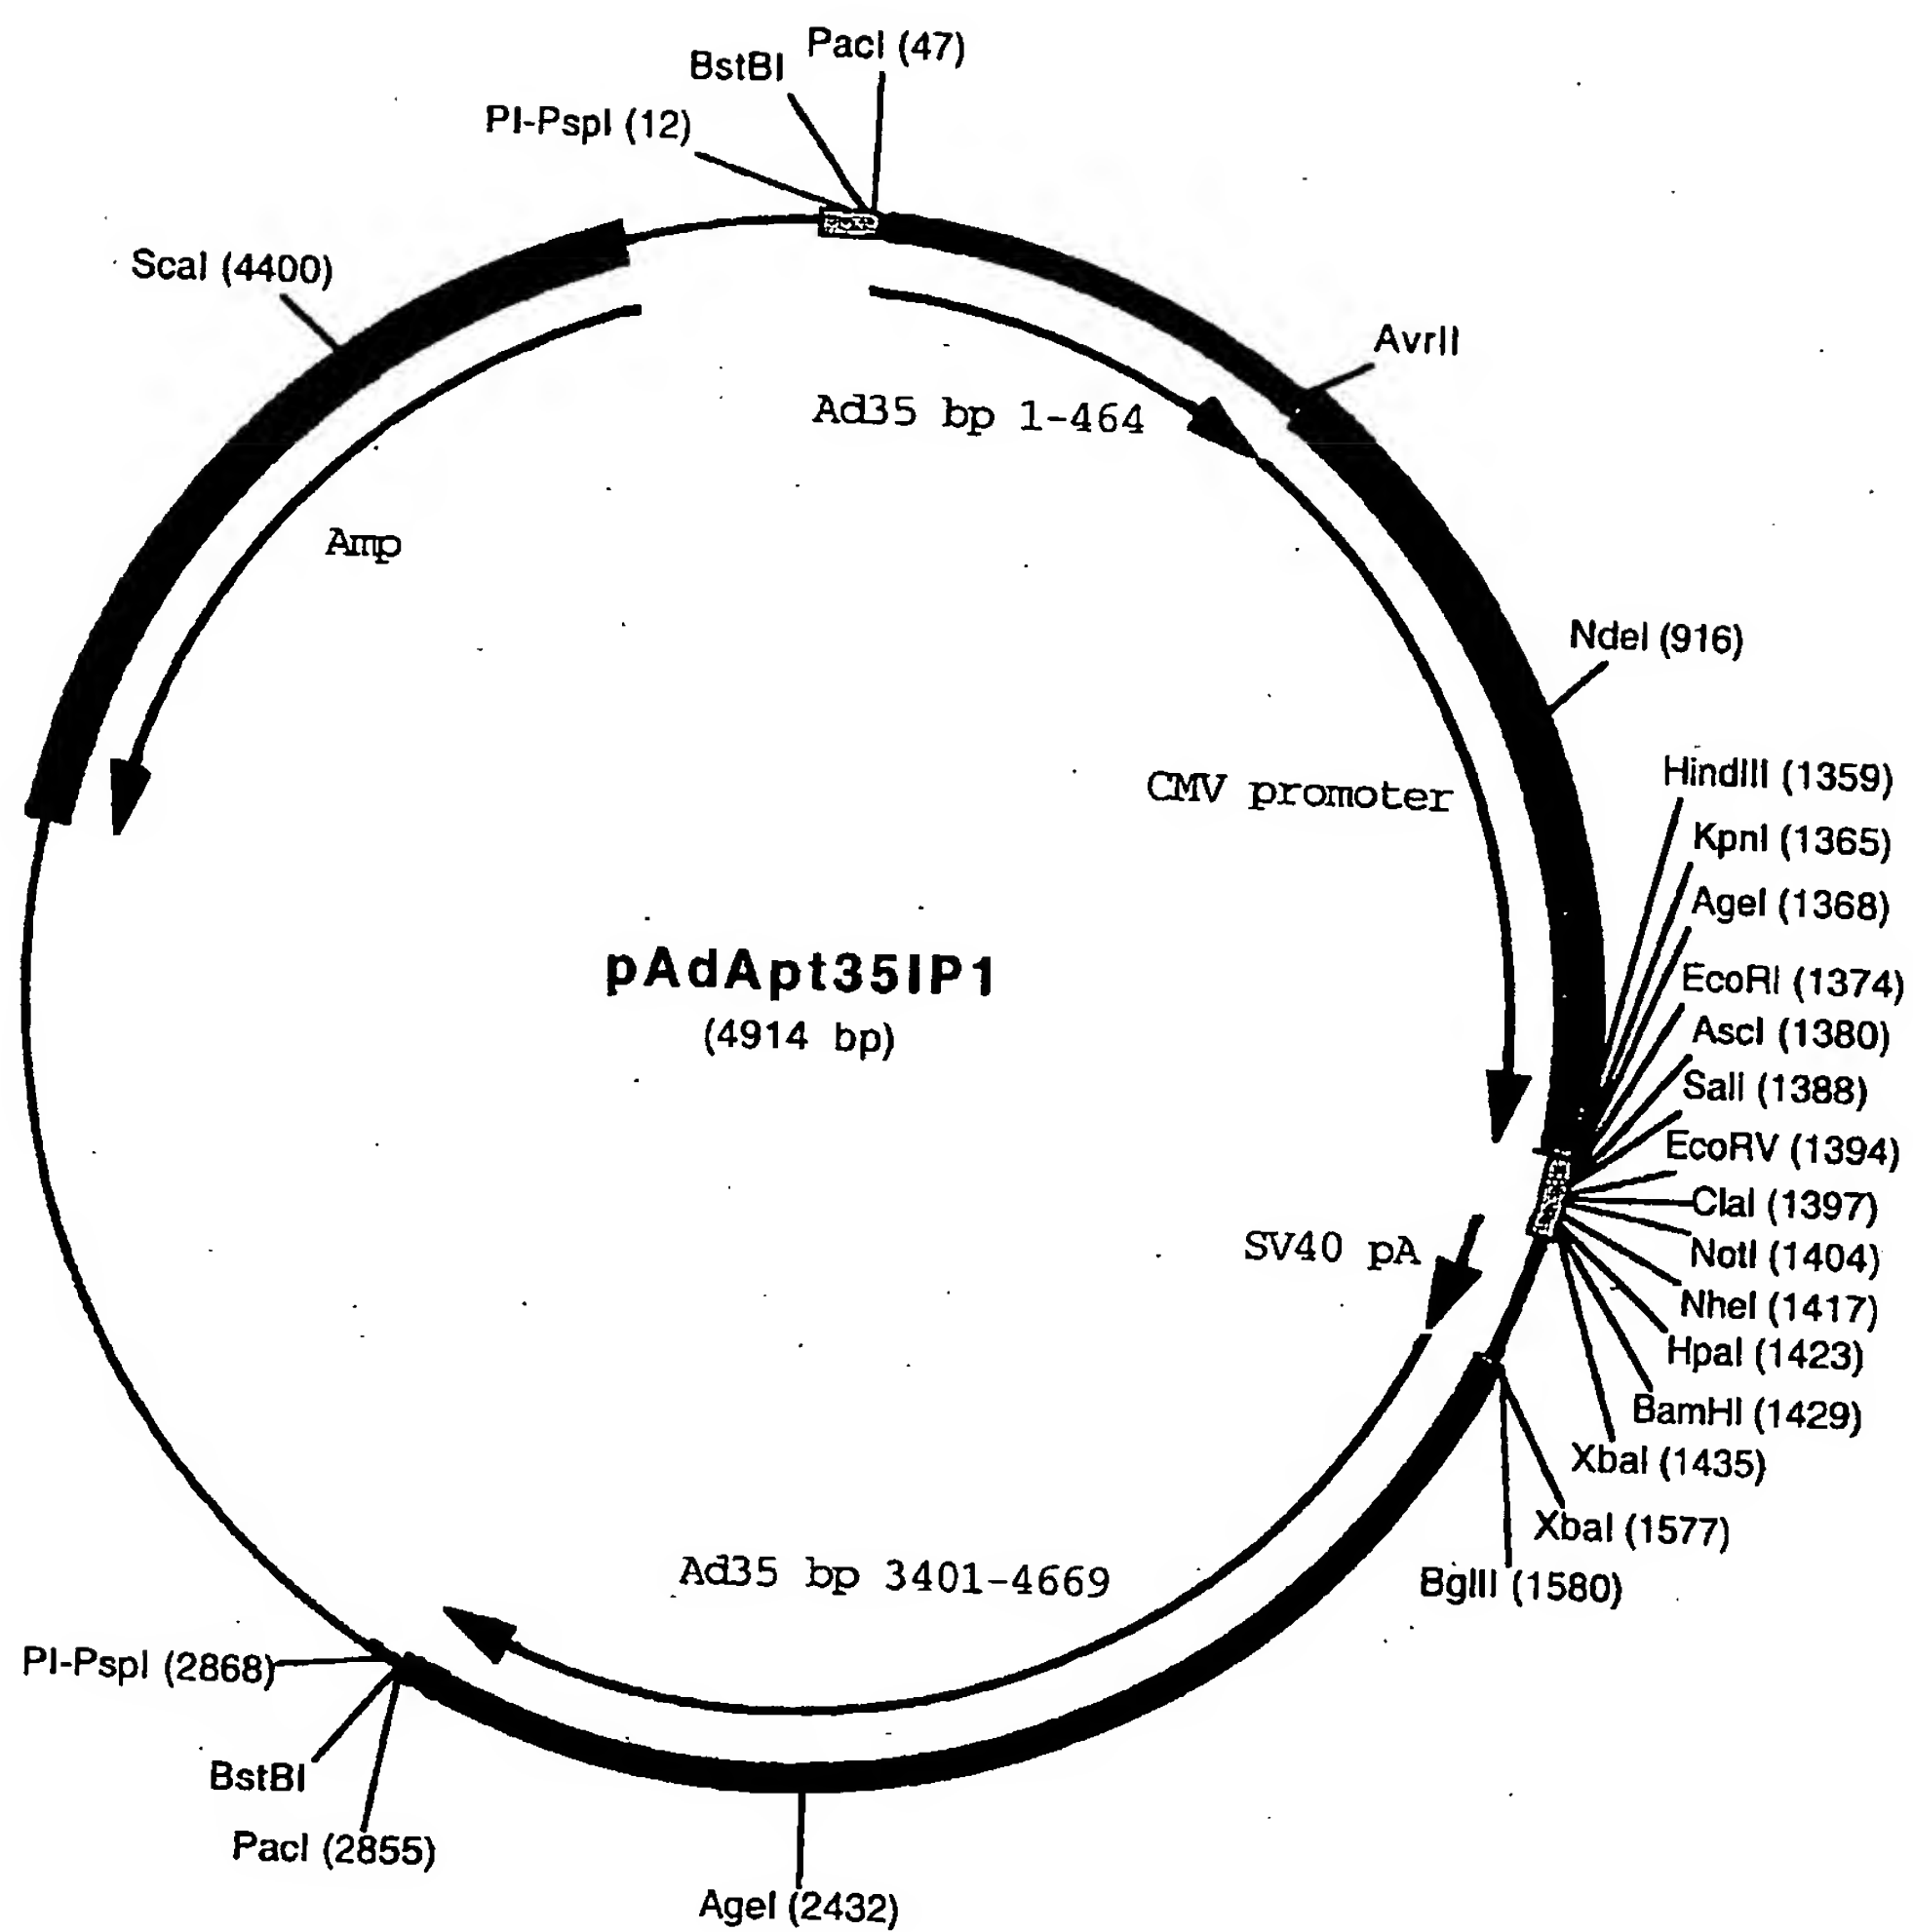 PacI (47)
BstBI
PI-PspI (12)
ScaI (4400)
AvrII
Ad35 bp 1-464
Amp
NdeI (916)
HindIII (1359)
CMV promoter
KpnI (1365)
AgeI (1368)
pAdApt35IP1
(4914 bp)
EcoRI (1374)
AscI (1380)
SalI (1388)
EcoRV (1394)
ClaI (1397)
SV40 pA
NotI (1404)
NheI (1417)
HpaI (1423)
BamHI (1429)
XbaI (1435)
XbaI (1577)
Ad35 bp 3401-4669
BglII (1580)
PI-PspI (2868)
BstBI
PacI (2855)
AgeI (2432)